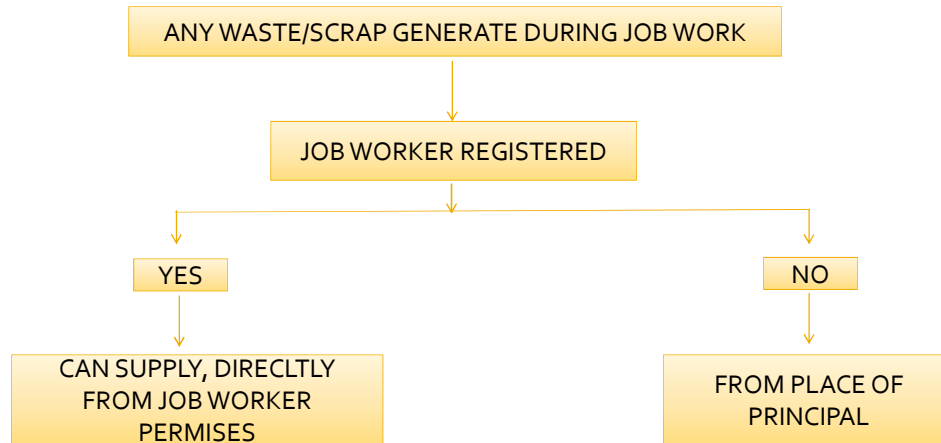 ANY WASTE/SCRAP GENERATE DURING JOB WORK
JOB WORKER REGISTERED
YES
NO
CAN SUPPLY, DIRECLTLY
FROM JOB WORKER
PERMISES
FROM PLACE OF
PRINCIPAL